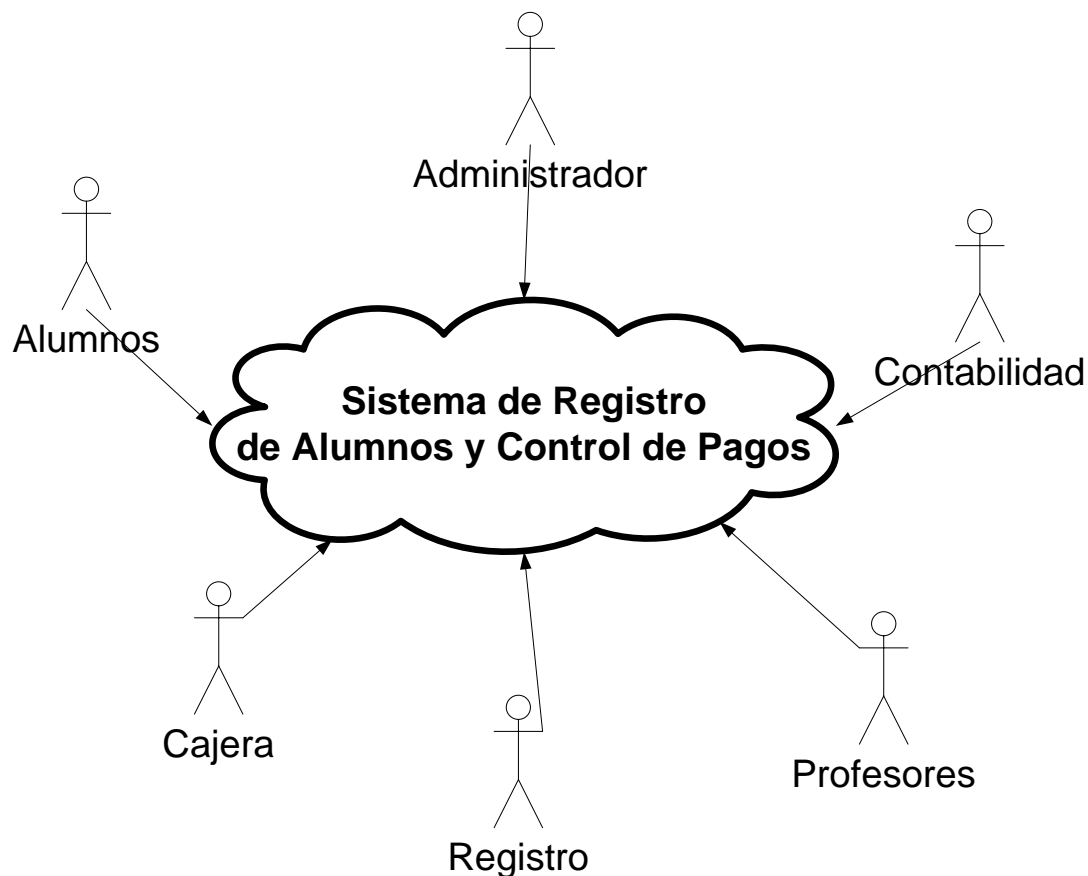 Administrador
Alumnos
Contabilidad
Sistema de Registro
de Alumnos y Control de Pagos
Cajera
Profesores
Registro